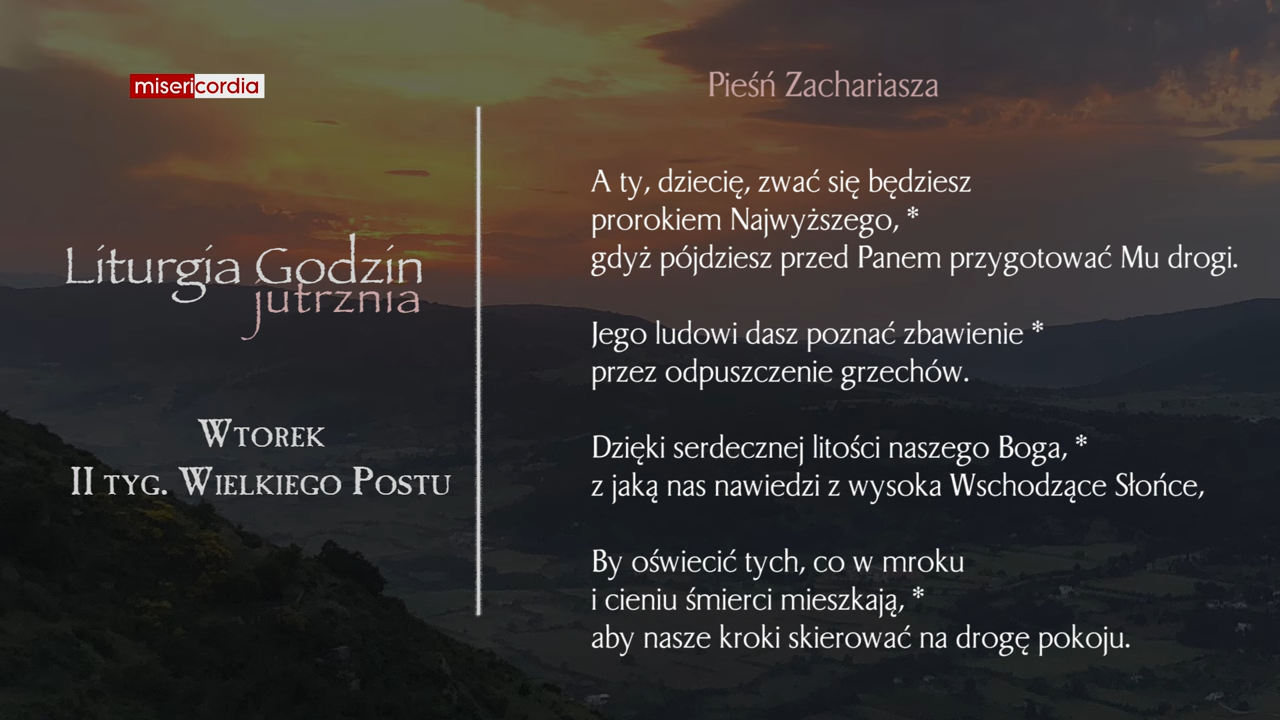 misericordia
Liturgia Godzin
jutrznia
Wtorek
II tyg. Wielkiego Postu
Pieśń Zachariasza
A ty, dziecię, zwać się będziesz
prorokiem Najwyższego, *
gdyż pójdziesz przed Panem przygotować Mu drogi.
Jego ludowi dasz poznać zbawienie *
przez odpuszczenie grzechów.
Dzięki serdecznej litości naszego Boga, *
z jaką nas nawiedzi z wysoka Wschodzące Słońce,
By oświecić tych, co w mroku
i cieniu śmierci mieszkają, *
aby nasze kroki skierować na drogę pokoju.